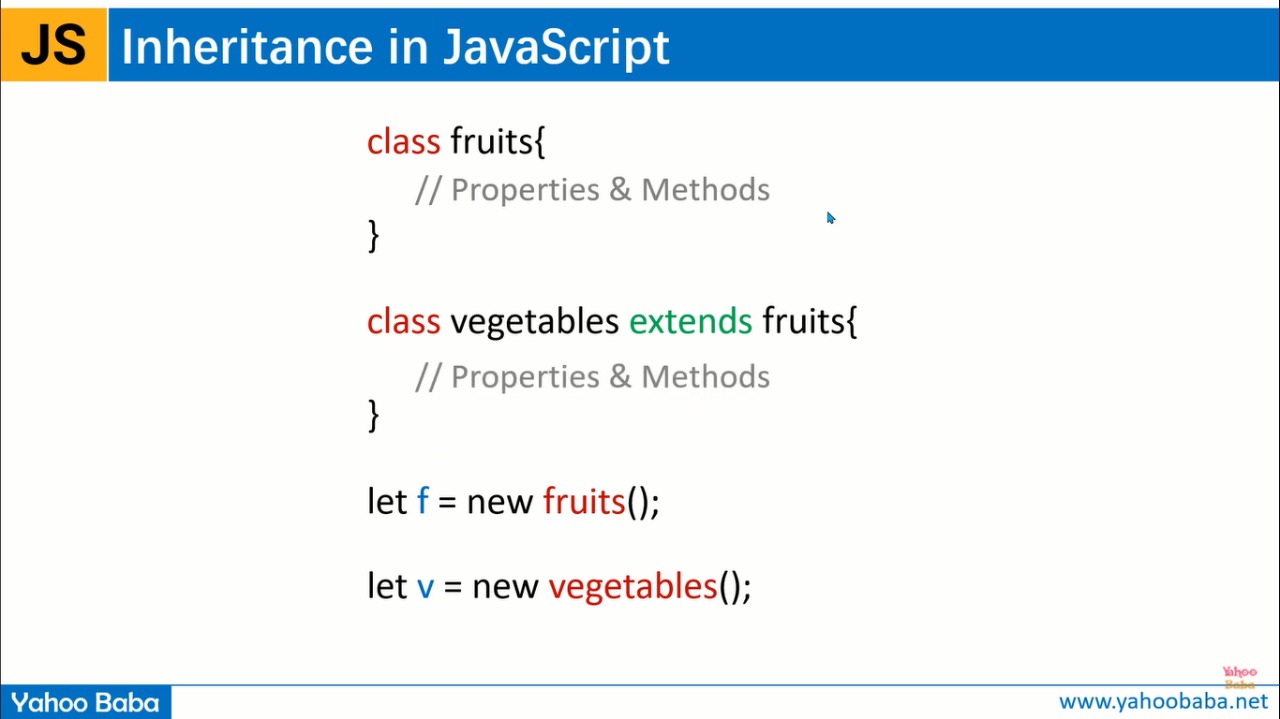 JS
Inheritance in JavaScript
class fruits{
// Properties & Methods
}
class vegetables extends fruits{
// Properties & Methods
}
let f = new fruits();
let v = new vegetables();
Yahoo
Baba
Yahoo Baba
www.yahoobaba.net